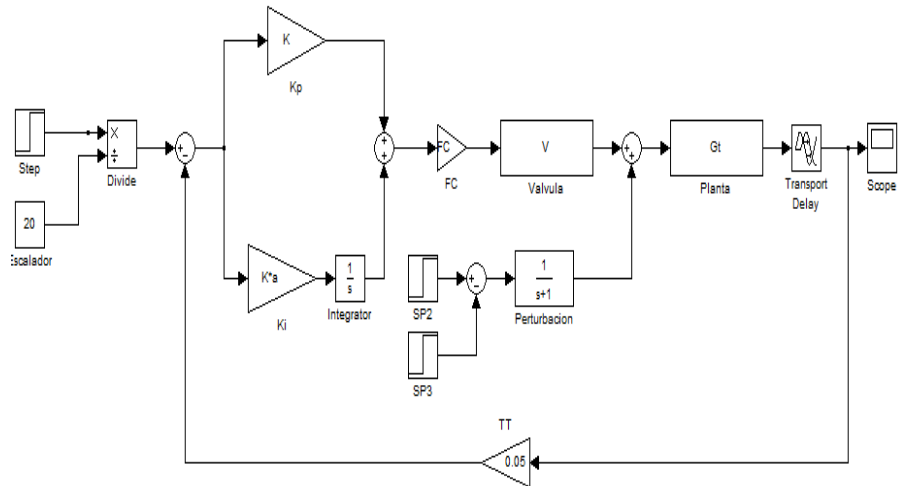 K
Kp
Step
×
÷
Divide
+
−
20
Escalador
K*a
Ki
1
s
Integrator
+
+
FC
FC
V
Valvula
+
+
Gt
Planta
Transport
Delay
Scope
SP2
+
−
SP3
1
s+1
Perturbacion
TT
0.05